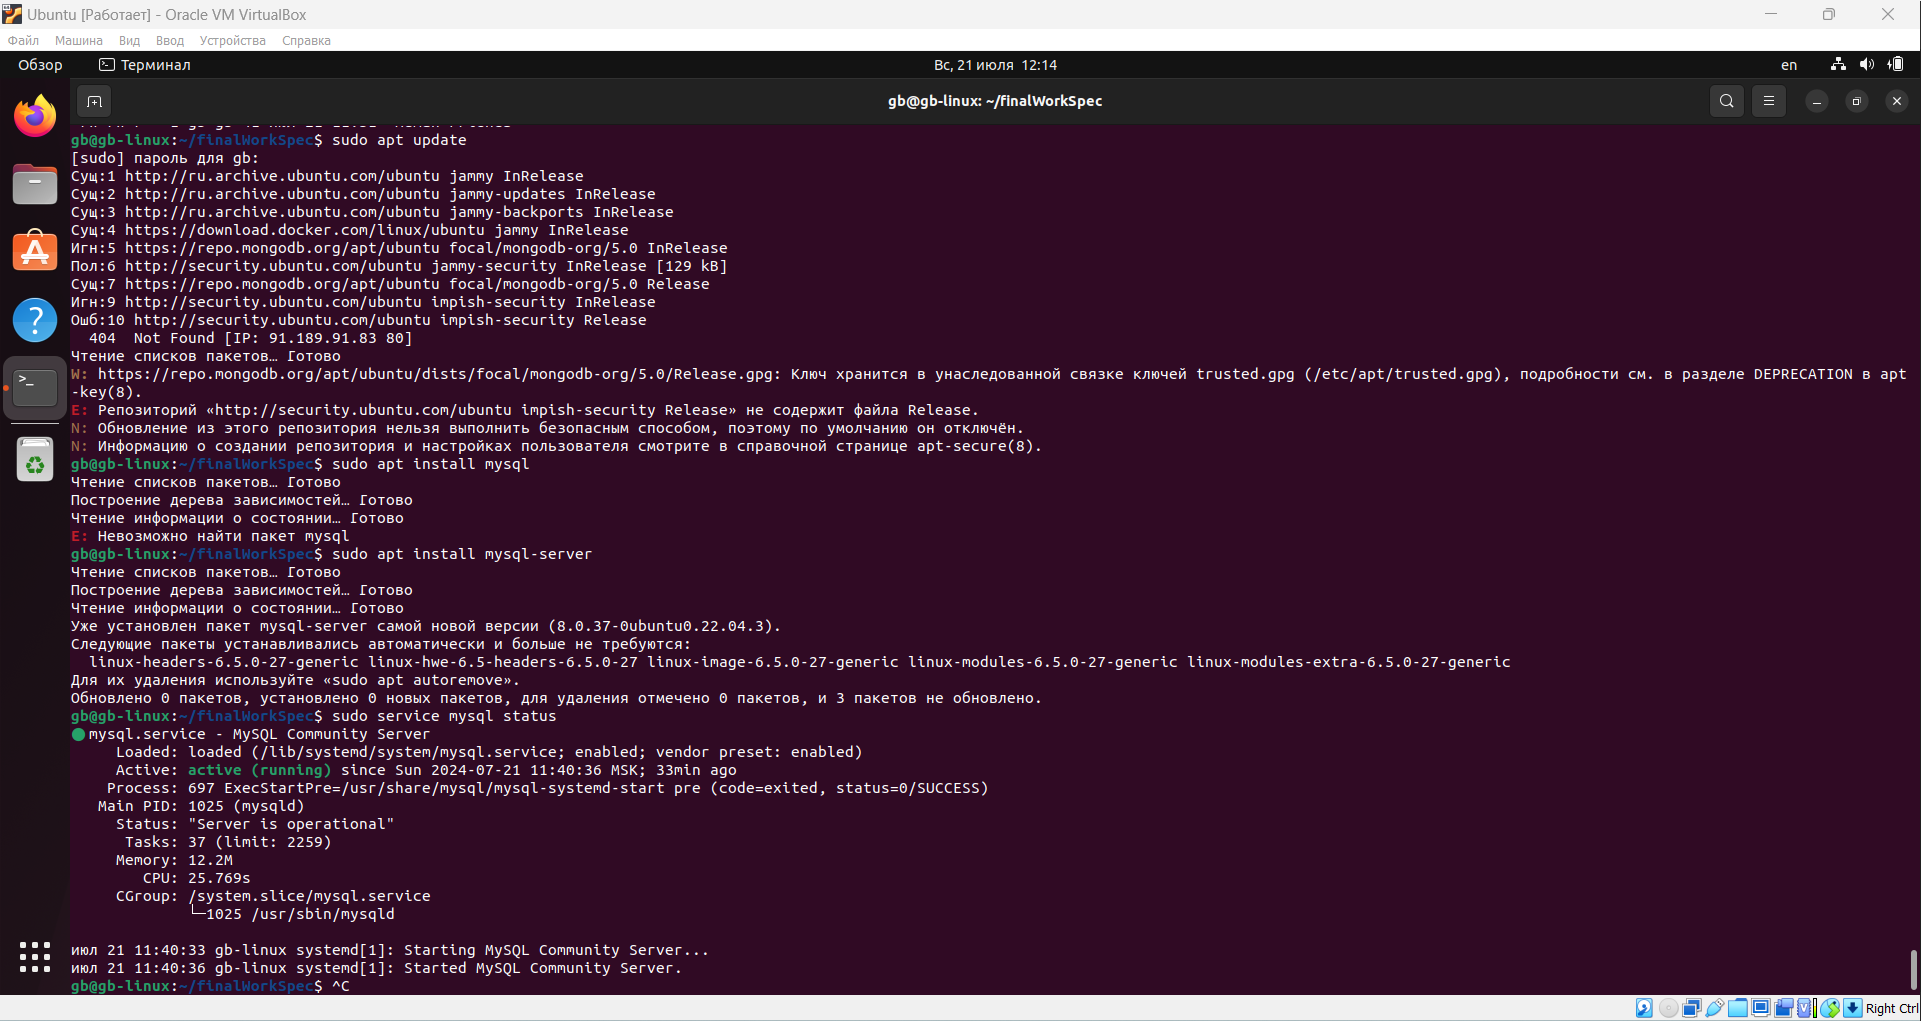 Ubuntu [Работает] - Oracle VM VirtualBox
Файл Машина Вид Ввод Устройства Справка
Обзор Терминал Вс, 21 июля 12:14 en
gb@gb-linux: ~/finalWorkSpec
gb@gb-linux:~/finalWorkSpec$ sudo apt update
[sudo] пароль для gb:
Сущ:1 http://ru.archive.ubuntu.com/ubuntu jammy InRelease
Сущ:2 http://ru.archive.ubuntu.com/ubuntu jammy-updates InRelease
Сущ:3 http://ru.archive.ubuntu.com/ubuntu jammy-backports InRelease
Сущ:4 https://download.docker.com/linux/ubuntu jammy InRelease
Игн:5 https://repo.mongodb.org/apt/ubuntu focal/mongodb-org/5.0 InRelease
Пол:6 http://security.ubuntu.com/ubuntu jammy-security InRelease [129 kB]
Сущ:7 https://repo.mongodb.org/apt/ubuntu focal/mongodb-org/5.0 Release
Игн:9 http://security.ubuntu.com/ubuntu impish-security InRelease
Ошб:10 http://security.ubuntu.com/ubuntu impish-security Release
404 Not Found [IP: 91.189.91.83 80]
Чтение списков пакетов… Готово
W: https://repo.mongodb.org/apt/ubuntu/dists/focal/mongodb-org/5.0/Release.gpg: Ключ хранится в унаследованной связке ключей trusted.gpg (/etc/apt/trusted.gpg), подробности см. в разделе DEPRECATION в apt
-key(8).
E: Репозиторий «http://security.ubuntu.com/ubuntu impish-security Release» не содержит файла Release.
N: Обновление из этого репозитория нельзя выполнить безопасным способом, поэтому по умолчанию он отключён.
N: Информацию о создании репозитория и настройках пользователя смотрите в справочной странице apt-secure(8).
gb@gb-linux:~/finalWorkSpec$ sudo apt install mysql
Чтение списков пакетов… Готово
Построение дерева зависимостей… Готово
Чтение информации о состоянии… Готово
E: Невозможно найти пакет mysql
gb@gb-linux:~/finalWorkSpec$ sudo apt install mysql-server
Чтение списков пакетов… Готово
Построение дерева зависимостей… Готово
Чтение информации о состоянии… Готово
Уже установлен пакет mysql-server самой новой версии (8.0.37-0ubuntu0.22.04.3).
Следующие пакеты устанавливались автоматически и больше не требуются:
linux-headers-6.5.0-27-generic linux-hwe-6.5-headers-6.5.0-27 linux-image-6.5.0-27-generic linux-modules-6.5.0-27-generic linux-modules-extra-6.5.0-27-generic
Для их удаления используйте «sudo apt autoremove».
Обновлено 0 пакетов, установлено 0 новых пакетов, для удаления отмечено 0 пакетов, и 3 пакетов не обновлено.
gb@gb-linux:~/finalWorkSpec$ sudo service mysql status
mysql.service - MySQL Community Server
Loaded: loaded (/lib/systemd/system/mysql.service; enabled; vendor preset: enabled)
Active: active (running) since Sun 2024-07-21 11:40:36 MSK; 33min ago
Process: 697 ExecStartPre=/usr/share/mysql/mysql-systemd-start pre (code=exited, status=0/SUCCESS)
Main PID: 1025 (mysqld)
Status: "Server is operational"
Tasks: 37 (limit: 2259)
Memory: 12.2M
CPU: 25.769s
CGroup: /system.slice/mysql.service
└─1025 /usr/sbin/mysqld
июл 21 11:40:33 gb-linux systemd[1]: Starting MySQL Community Server...
июл 21 11:40:36 gb-linux systemd[1]: Started MySQL Community Server.
gb@gb-linux:~/finalWorkSpec$ ^C
Right Ctrl